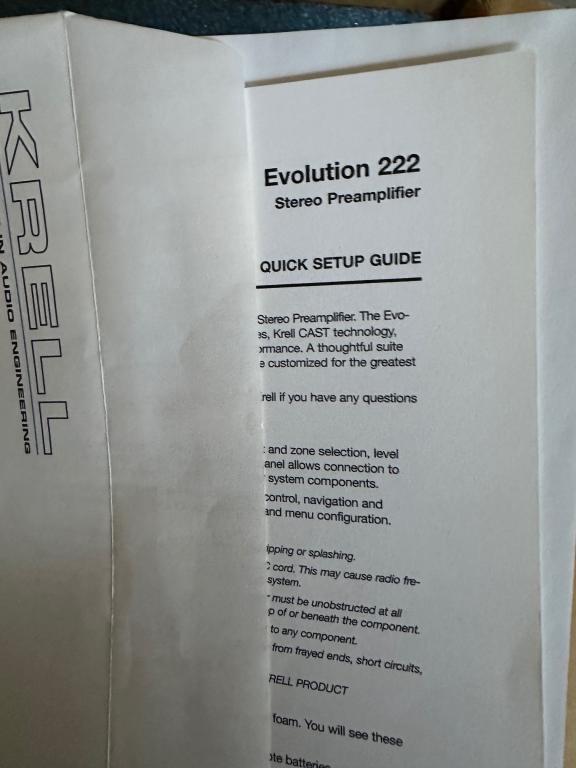 KRELL
IN AUDIO ENGINEERING
Evolution 222
Stereo Preamplifier
QUICK SETUP GUIDE
Stereo Preamplifier. The Evo-
es, Krell CAST technology,
ormance. A thoughtful suite
e customized for the greatest
rell if you have any questions
and zone selection, level
anel allows connection to
system components.
control, navigation and
and menu configuration.
ipping or splashing.
cord. This may cause radio fre-
system.
must be unobstructed at all
p of or beneath the component.
to any component.
from frayed ends, short circuits,
RELL PRODUCT
foam. You will see these
ote batteries